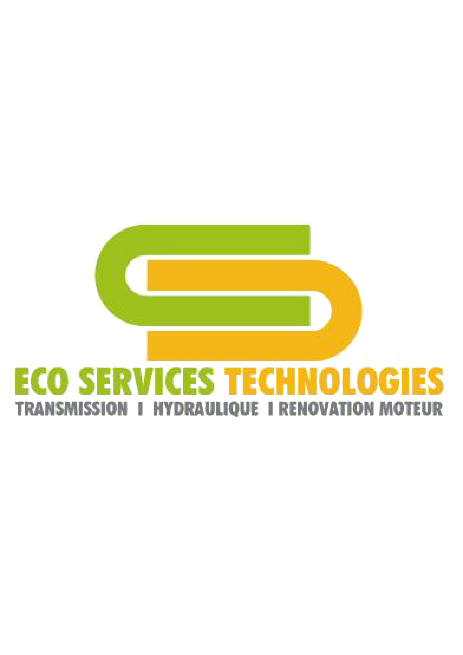 ECO SERVICES TECHNOLOGIES
TRANSMISSION I HYDRAULIQUE I RENOVATION MOTEUR